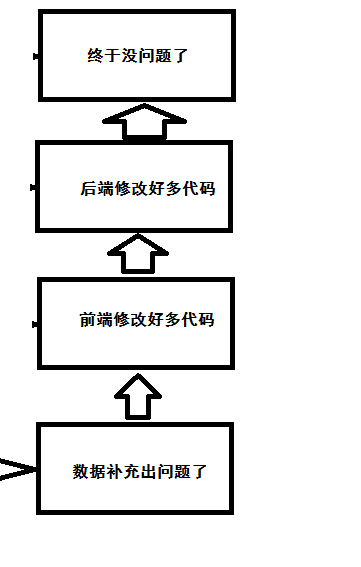 终于没问题了
后端修改好多代码
前端修改好多代码
数据补充出问题了